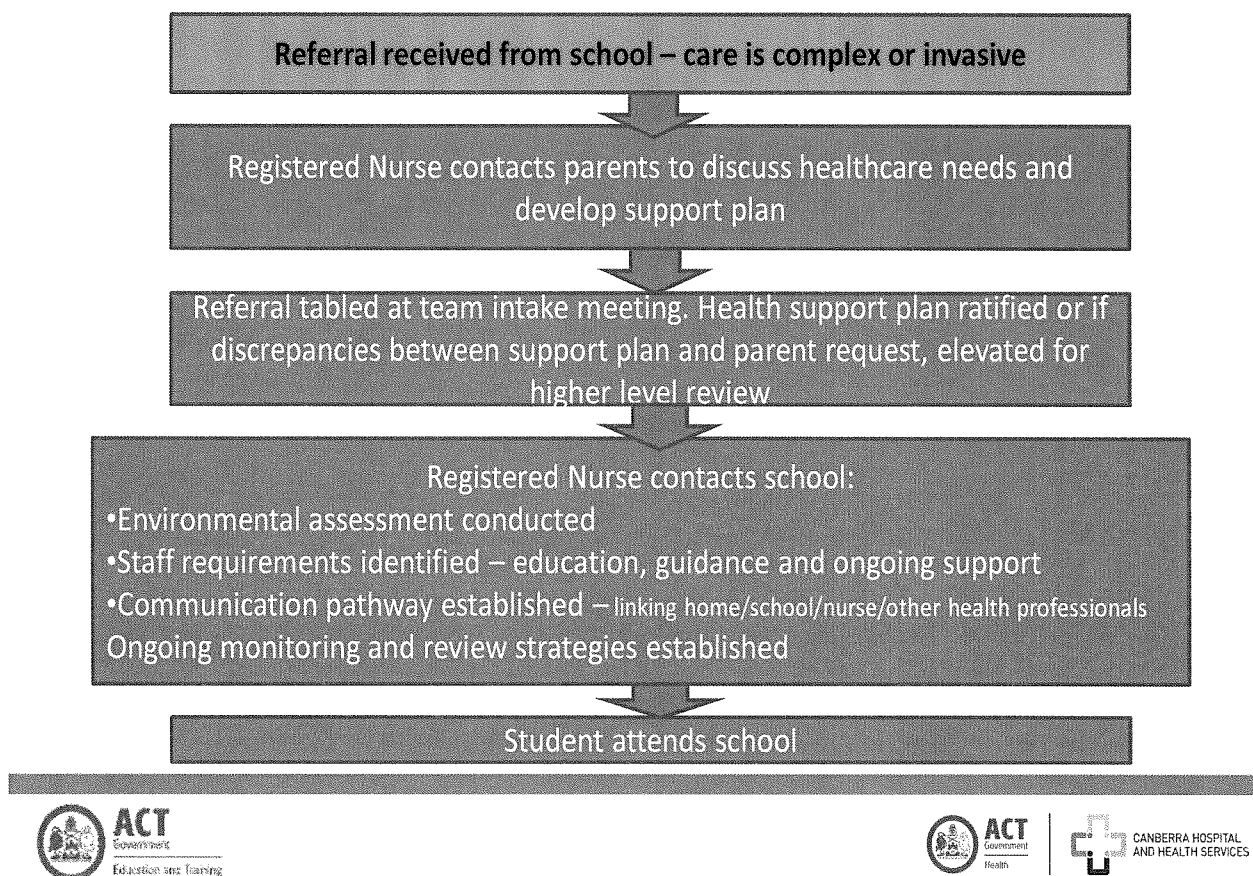 Referral received from school – care is complex or invasive
Registered Nurse contacts parents to discuss healthcare needs and
develop support plan
Referral tabled at team intake meeting. Health support plan ratified or if
discrepancies between support plan and parent request, elevated for
higher level review
Registered Nurse contacts school:
•Environmental assessment conducted
•Staff requirements identified – education, guidance and ongoing support
•Communication pathway established – linking home/school/nurse/other health professionals
Ongoing monitoring and review strategies established
Student attends school
ACT
Government
Education and Training
ACT
Government
Health
CANBERRA HOSPITAL
AND HEALTH SERVICES